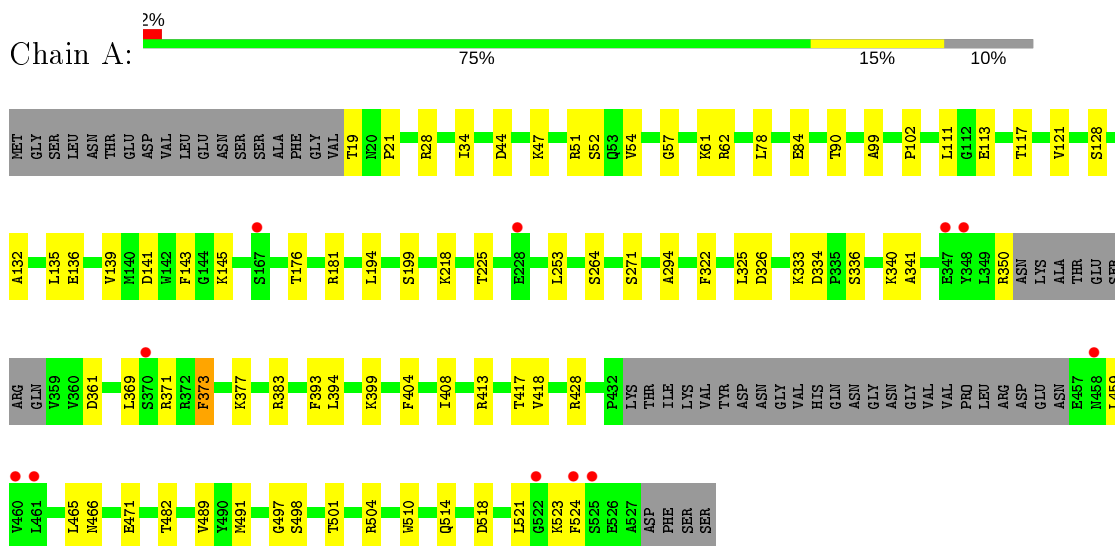 2%
Chain A:
75% 15% 10%
MET GLY SER LEU ASN THR GLU ASP VAL LEU GLU ASN SER SER ALA PHE GLY VAL T19 N20 P21 R28 I34 D44 K47 R51 S52 Q53 V54 G57 K61 R62 L78 E84 T90 A99 P102 L111 G112 E113 T117 V121 S128
A132 L135 E136 V139 M140 D141 W142 F143 G144 K145 S167 T176 R181 L194 S199 K218 T225 E228 L253 S264 S271 A294 F322 L325 D326 K333 D334 P335 S336 K340 A341 E347 Y348 L349 R350 ASN LYS ALA THR GLU SER
ARG GLN V359 V360 D361 L369 S370 R371 R372 F373 K377 R383 F393 L394 K399 F404 I408 R413 T417 V418 R428 P432 LYS THR ILE LYS VAL TYR ASP ASN GLY VAL HIS GLN ASN GLY ASN GLY VAL VAL PRO LEU ARG ASP GLU ASN E457 N458 L459
V460 L461 L465 N466 E471 T482 V489 Y490 M491 G497 S498 T501 R504 W510 Q514 D518 L521 G522 K523 F524 S525 E526 A527 ASP PHE SER SER